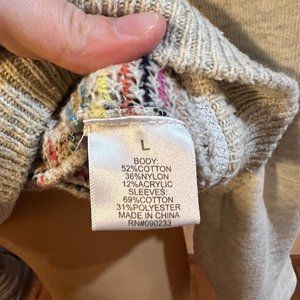 L
BODY:
52%COTTON
36%NYLON
12%ACRYLIC
SLEEVES:
69%COTTON
31%POLYESTER
MADE IN CHINA
RN#090233